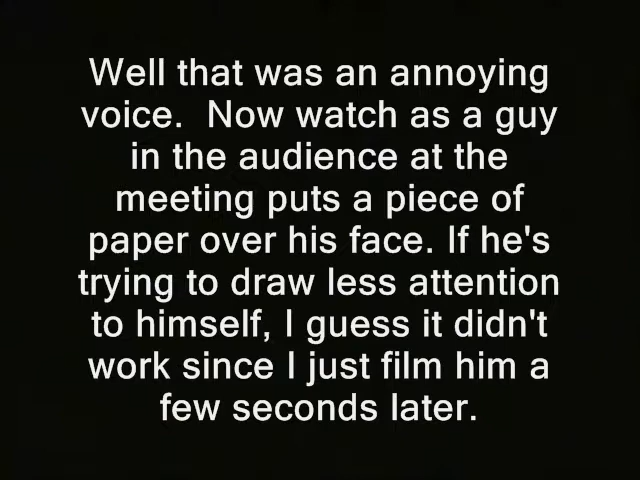 Well that was an annoying
voice.  Now watch as a guy
in the audience at the
meeting puts a piece of
paper over his face. If he's
trying to draw less attention
to himself, I guess it didn't
work since I just film him a
few seconds later.